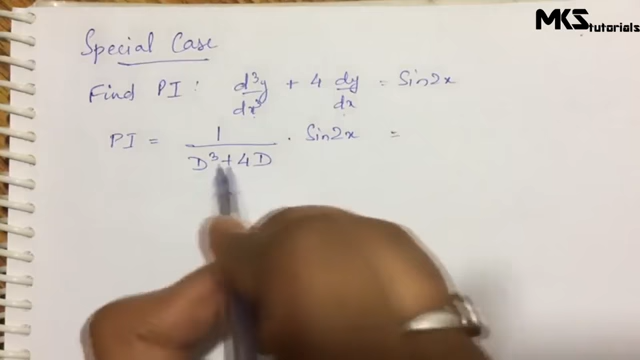 MKS tutorials
Special Case
Find PI : d³y/dx³ + 4 dy/dx = Sin2x
PI = 1/(D³+4D) . Sin2x =